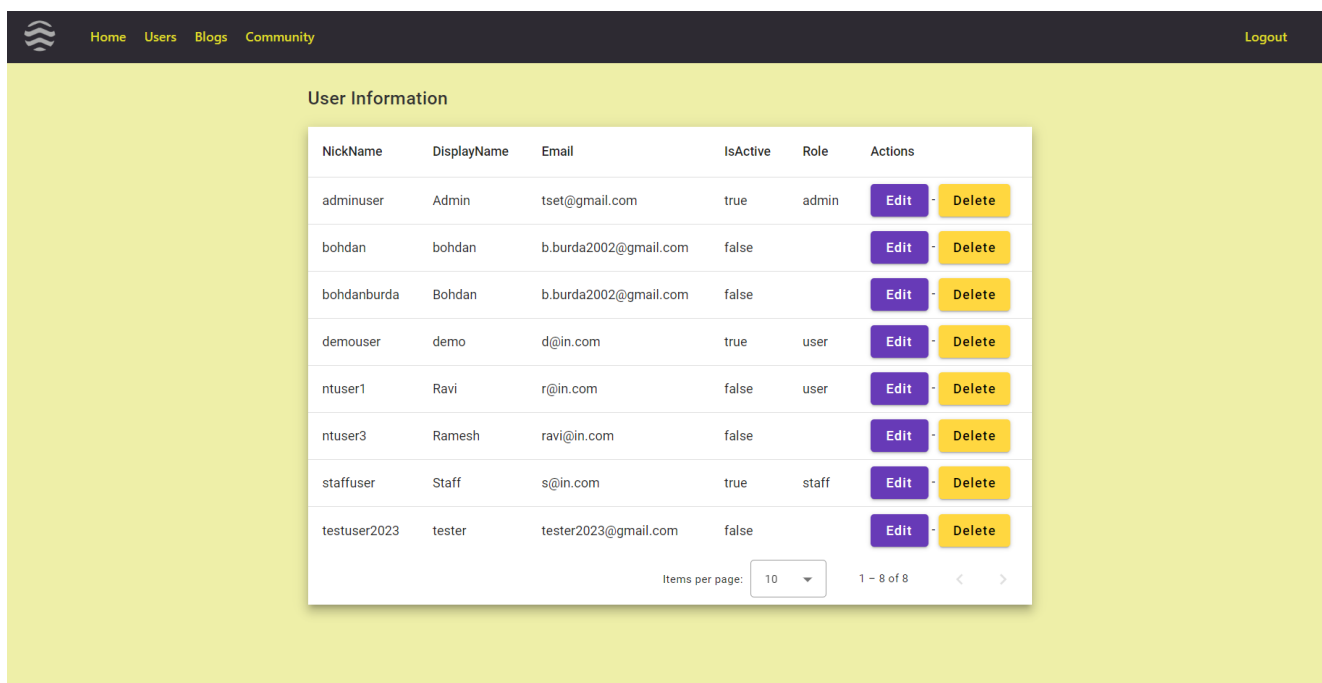 Home Users Blogs Community Logout
User Information
NickName DisplayName Email IsActive Role Actions
adminuser Admin tset@gmail.com true admin Edit - Delete
bohdan bohdan b.burda2002@gmail.com false Edit - Delete
bohdanburda Bohdan b.burda2002@gmail.com false Edit - Delete
demouser demo d@in.com true user Edit - Delete
ntuser1 Ravi r@in.com false user Edit - Delete
ntuser3 Ramesh ravi@in.com false Edit - Delete
staffuser Staff s@in.com true staff Edit - Delete
testuser2023 tester tester2023@gmail.com false Edit - Delete
Items per page: 10 1 – 8 of 8